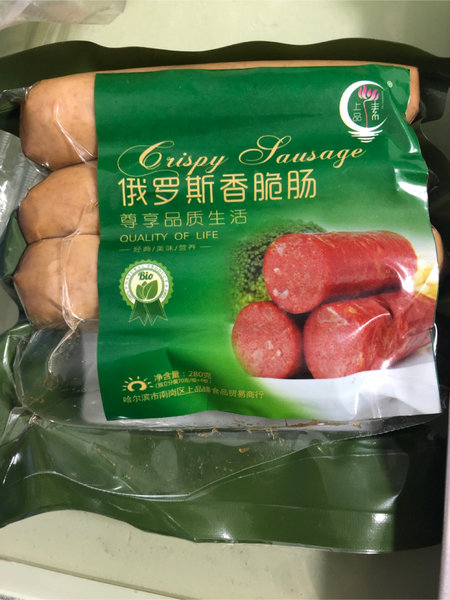 上品 素
Crispy Sausage
俄罗斯香脆肠
尊享品质生活
QUALITY OF LIFE
经典/美味/营养
Bio
净含量:280克
哈尔滨市南岗区上品缘食品贸易商行